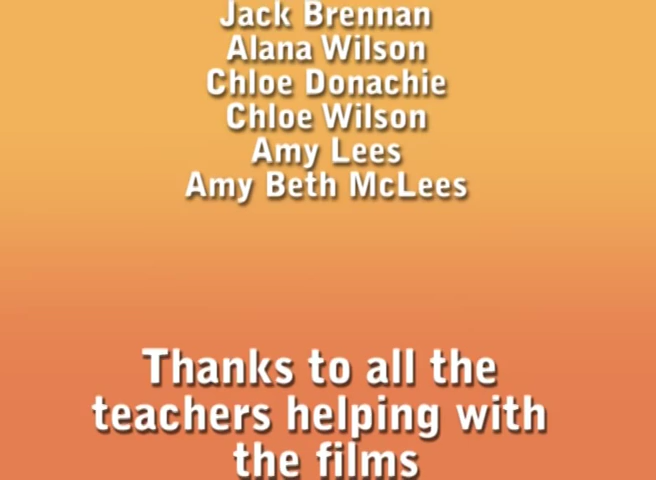 Jack Brennan
Alana Wilson
Chloe Donachie
Chloe Wilson
Amy Lees
Amy Beth McLees
Thanks to all the
teachers helping with
the films